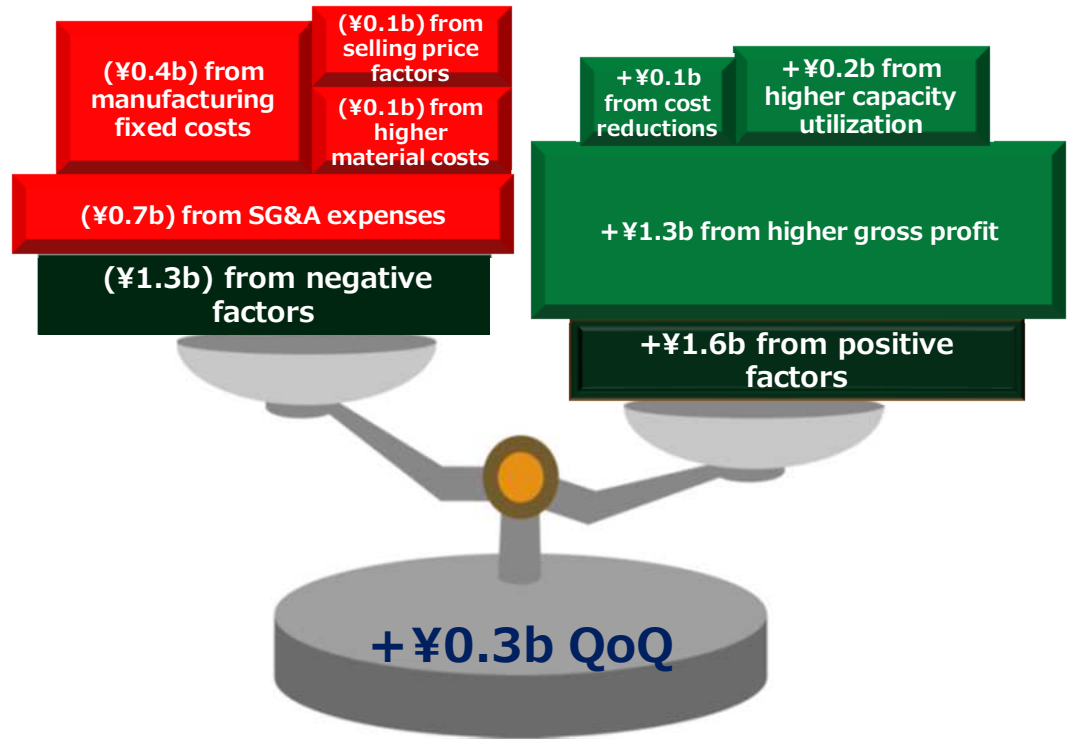 (¥0.4b) from
manufacturing
fixed costs
(¥0.1b) from
selling price
factors
(¥0.1b) from
higher
material costs
(¥0.7b) from SG&A expenses
(¥1.3b) from negative
factors
+¥0.1b
from cost
reductions
+¥0.2b from
higher capacity
utilization
+¥1.3b from higher gross profit
+¥1.6b from positive
factors
+¥0.3b QoQ